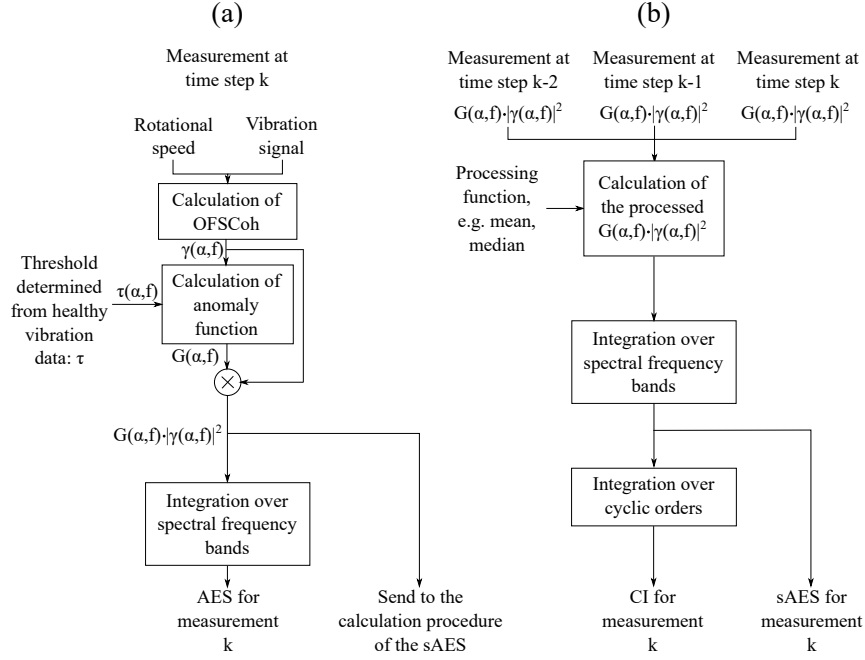 (a)
Measurement at
time step k
Rotational
speed
Vibration
signal
Calculation of
OFSCoh
γ(α,f)
Threshold
determined
from healthy
vibration
data: τ
τ(α,f)
Calculation of
anomaly
function
G(α,f)
G(α,f)·|γ(α,f)|²
Integration over
spectral frequency
bands
AES for
measurement
k
Send to the
calculation procedure
of the sAES
(b)
Measurement at
time step k-2
G(α,f)·|γ(α,f)|²
Measurement at
time step k-1
G(α,f)·|γ(α,f)|²
Measurement at
time step k
G(α,f)·|γ(α,f)|²
Processing
function,
e.g. mean,
median
Calculation of
the processed
G(α,f)·|γ(α,f)|²
Integration over
spectral frequency
bands
Integration over
cyclic orders
CI for
measurement
k
sAES for
measurement
k